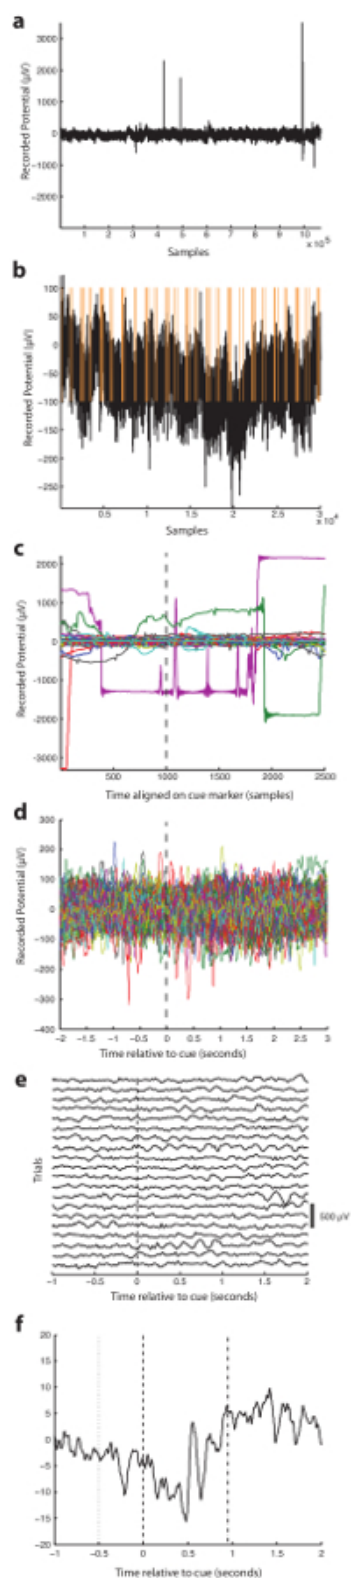 a
Recorded Potential (µV)
3000
2000
1000
0
−1000
−2000
1 2 3 4 5 6 7 8 9 10
x 10⁵
Samples
b
Recorded Potential (µV)
100
50
0
−50
−100
−150
−200
−250
0.5 1 1.5 2 2.5 3
x 10⁴
Samples
c
Recorded Potential (µV)
2000
1000
0
−1000
−2000
−3000
500 1000 1500 2000 2500
Time aligned on cue marker (samples)
d
Recorded Potential (µV)
300
200
100
0
−100
−200
−300
−400
−2 −1.5 −1 −0.5 0 0.5 1 1.5 2 2.5 3
Time relative to cue (seconds)
e
Trials
500 µV
−1 −0.5 0 0.5 1 1.5 2
Time relative to cue (seconds)
f
20
15
10
5
0
−5
−10
−15
−20
−1 −0.5 0 0.5 1 1.5 2
Time relative to cue (seconds)